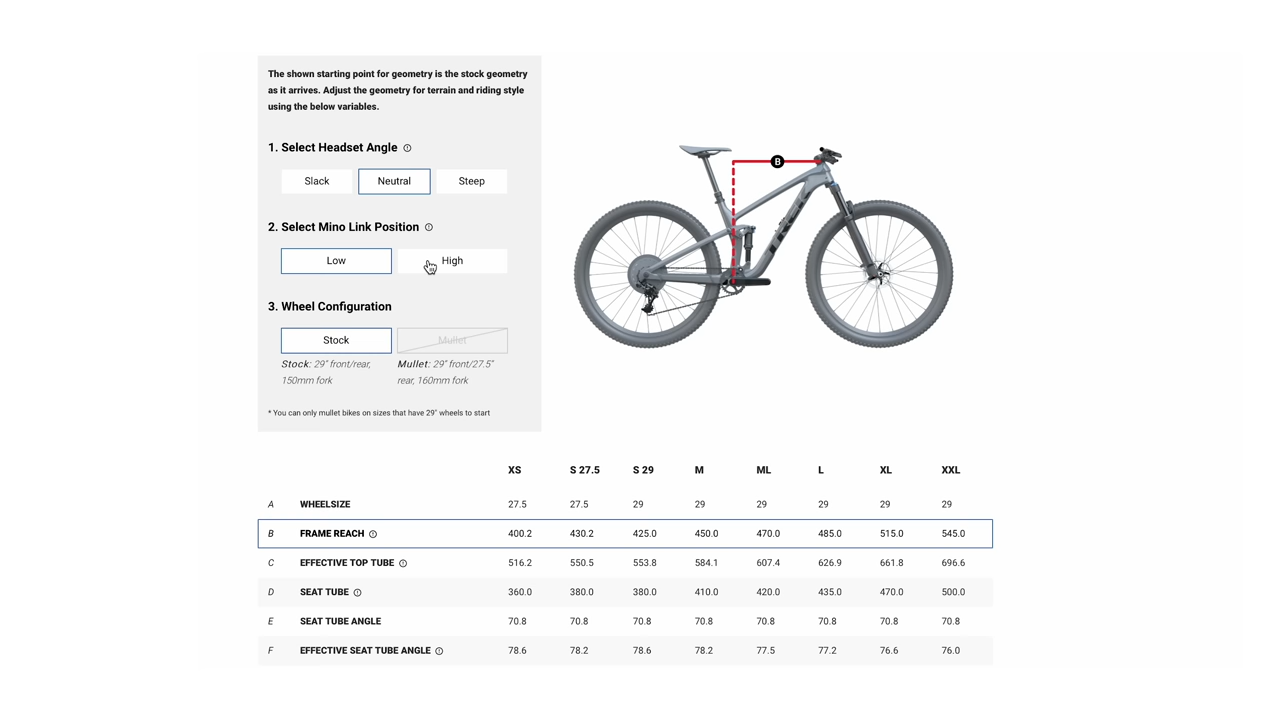 The shown starting point for geometry is the stock geometry
as it arrives. Adjust the geometry for terrain and riding style
using the below variables.
1. Select Headset Angle
Slack Neutral Steep
2. Select Mino Link Position
Low High
3. Wheel Configuration
Stock Mullet
Stock: 29" front/rear, Mullet: 29" front/27.5"
150mm fork rear, 160mm fork
* You can only mullet bikes on sizes that have 29" wheels to start
B
TREK
XS S 27.5 S 29 M ML L XL XXL
A WHEELSIZE 27.5 27.5 29 29 29 29 29 29
B FRAME REACH 400.2 430.2 425.0 450.0 470.0 485.0 515.0 545.0
C EFFECTIVE TOP TUBE 516.2 550.5 553.8 584.1 607.4 626.9 661.8 696.6
D SEAT TUBE 360.0 380.0 380.0 410.0 420.0 435.0 470.0 500.0
E SEAT TUBE ANGLE 70.8 70.8 70.8 70.8 70.8 70.8 70.8 70.8
F EFFECTIVE SEAT TUBE ANGLE 78.6 78.2 78.6 78.2 77.5 77.2 76.6 76.0